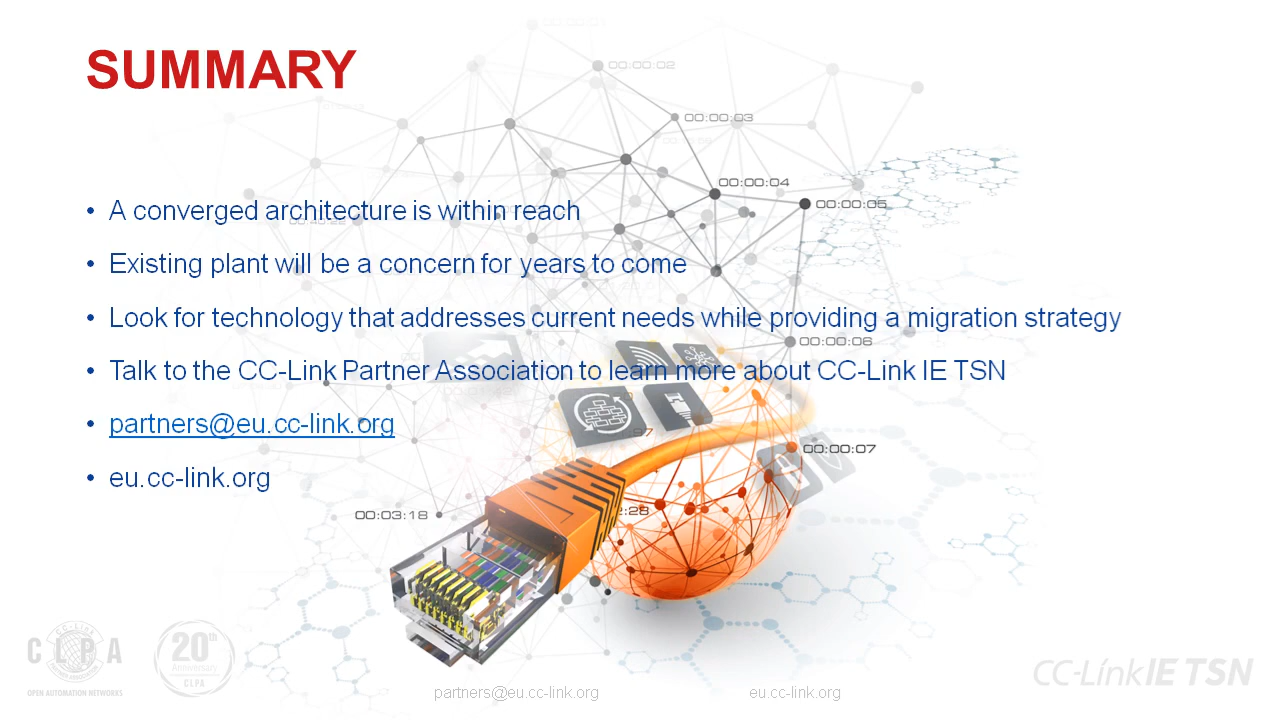 SUMMARY
00:00:02
00:00:03
00:00:04
00:00:05
• A converged architecture is within reach
• Existing plant will be a concern for years to come
• Look for technology that addresses current needs while providing a migration strategy
00:00:06
• Talk to the CC-Link Partner Association to learn more about CC-Link IE TSN
• partners@eu.cc-link.org
00:00:07
• eu.cc-link.org
00:03:18
CC-Link
CLPA
OPEN AUTOMATION NETWORKS
20th
Anniversary
CLPA
CC-Link IE TSN
partners@eu.cc-link.org
eu.cc-link.org